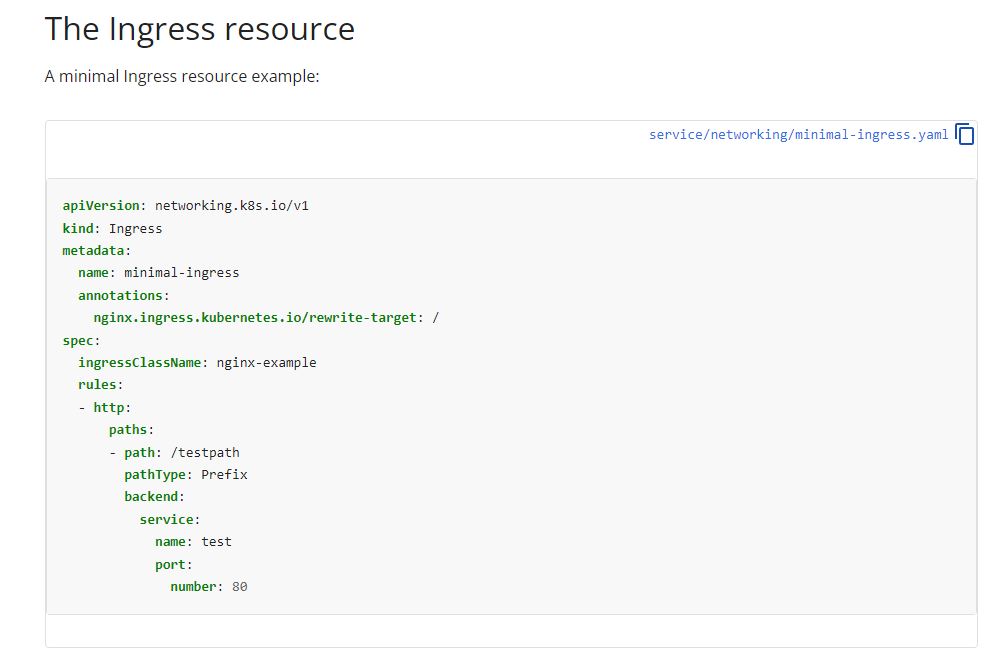 The Ingress resource
A minimal Ingress resource example:
service/networking/minimal-ingress.yaml
apiVersion: networking.k8s.io/v1
kind: Ingress
metadata:
  name: minimal-ingress
  annotations:
    nginx.ingress.kubernetes.io/rewrite-target: /
spec:
  ingressClassName: nginx-example
  rules:
  - http:
      paths:
      - path: /testpath
        pathType: Prefix
        backend:
          service:
            name: test
            port:
              number: 80